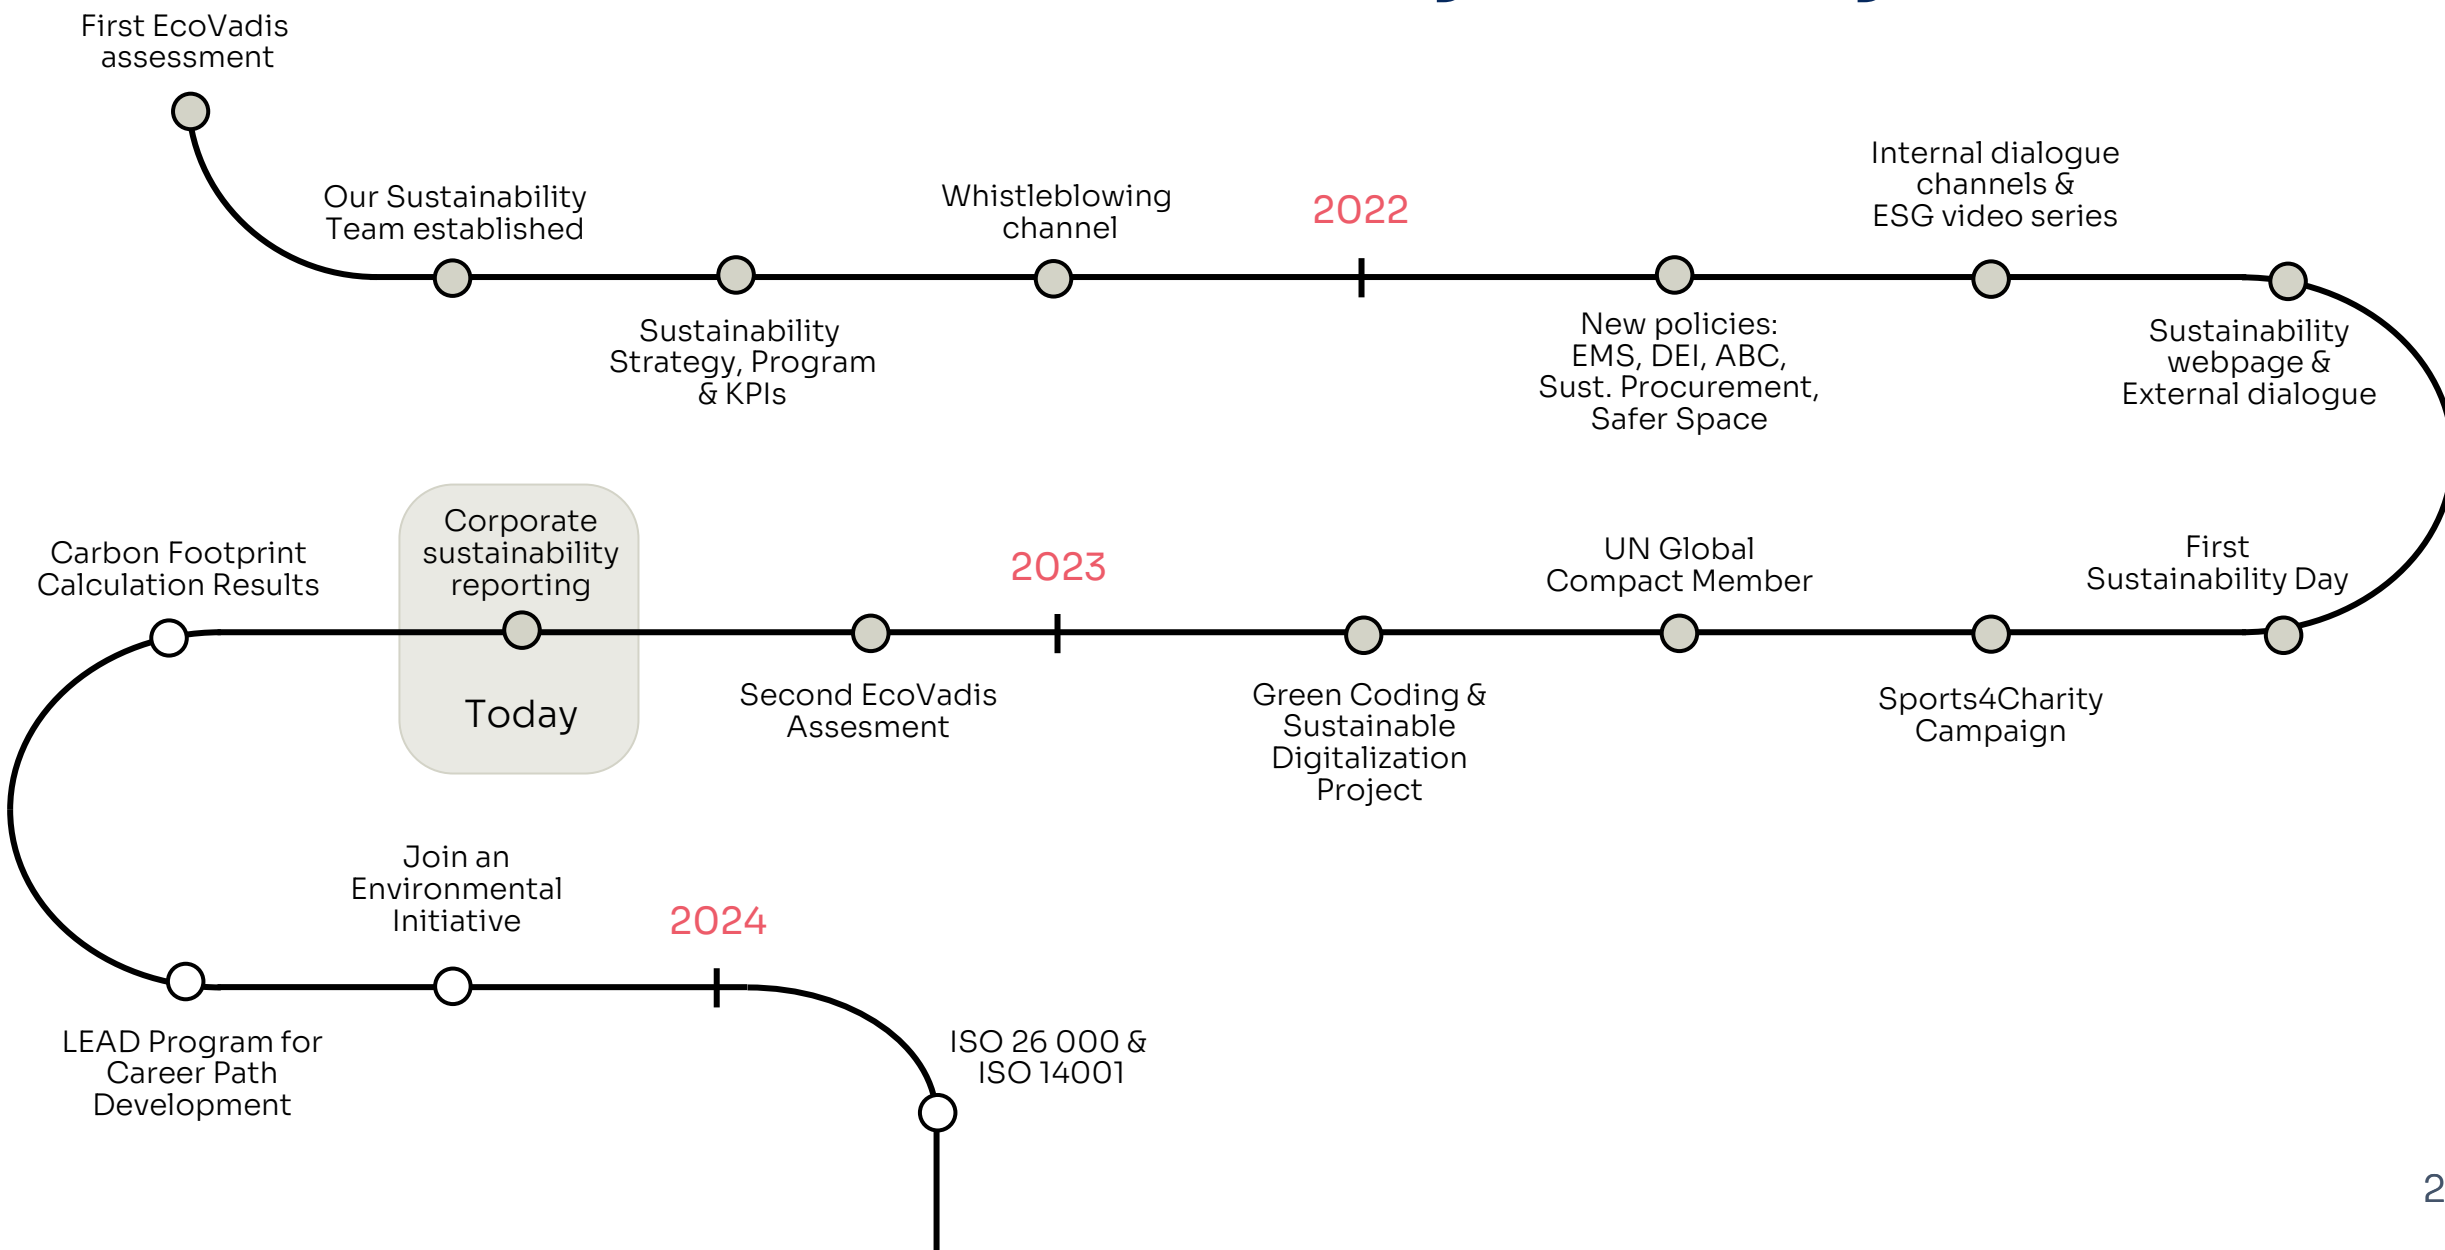 First EcoVadis
assessment
Our Sustainability
Team established
Sustainability
Strategy, Program
& KPIs
Whistleblowing
channel
2022
New policies:
EMS, DEI, ABC,
Sust. Procurement,
Safer Space
Internal dialogue
channels &
ESG video series
Sustainability
webpage &
External dialogue
First
Sustainability Day
Sports4Charity
Campaign
UN Global
Compact Member
Green Coding &
Sustainable
Digitalization
Project
2023
Second EcoVadis
Assesment
Corporate
sustainability
reporting
Today
Carbon Footprint
Calculation Results
LEAD Program for
Career Path
Development
Join an
Environmental
Initiative
2024
ISO 26 000 &
ISO 14001
2